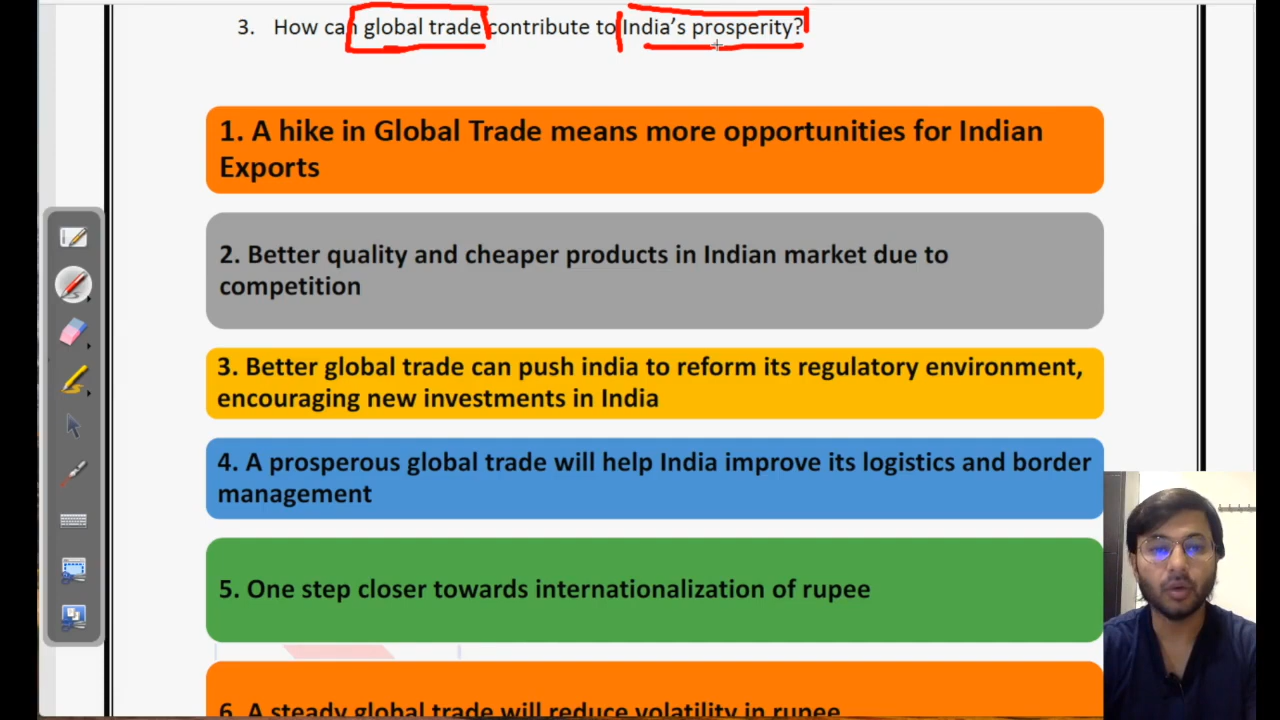 3. How can global trade contribute to India's prosperity?
1. A hike in Global Trade means more opportunities for Indian
Exports
2. Better quality and cheaper products in Indian market due to
competition
3. Better global trade can push india to reform its regulatory environment,
encouraging new investments in India
4. A prosperous global trade will help India improve its logistics and border
management
5. One step closer towards internationalization of rupee
6. A steady global trade will reduce volatility in rupee